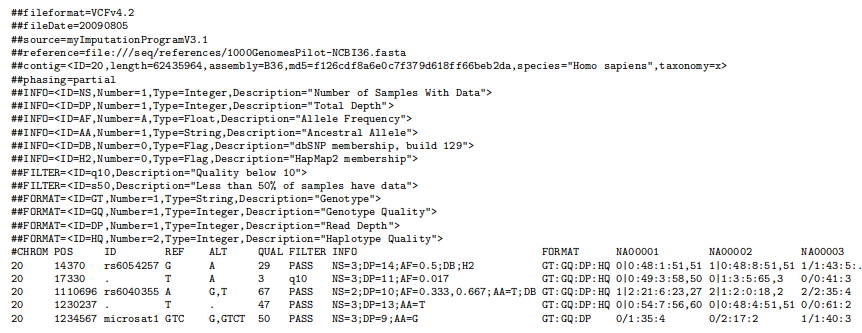 ##fileformat=VCFv4.2
##fileDate=20090805
##source=myImputationProgramV3.1
##reference=file:///seq/references/1000GenomesPilot-NCBI36.fasta
##contig=<ID=20,length=62435964,assembly=B36,md5=f126cdf8a6e0c7f379d618ff66beb2da,species="Homo sapiens",taxonomy=x>
##phasing=partial
##INFO=<ID=NS,Number=1,Type=Integer,Description="Number of Samples With Data">
##INFO=<ID=DP,Number=1,Type=Integer,Description="Total Depth">
##INFO=<ID=AF,Number=A,Type=Float,Description="Allele Frequency">
##INFO=<ID=AA,Number=1,Type=String,Description="Ancestral Allele">
##INFO=<ID=DB,Number=0,Type=Flag,Description="dbSNP membership, build 129">
##INFO=<ID=H2,Number=0,Type=Flag,Description="HapMap2 membership">
##FILTER=<ID=q10,Description="Quality below 10">
##FILTER=<ID=s50,Description="Less than 50% of samples have data">
##FORMAT=<ID=GT,Number=1,Type=String,Description="Genotype">
##FORMAT=<ID=GQ,Number=1,Type=Integer,Description="Genotype Quality">
##FORMAT=<ID=DP,Number=1,Type=Integer,Description="Read Depth">
##FORMAT=<ID=HQ,Number=2,Type=Integer,Description="Haplotype Quality">
#CHROM POS ID REF ALT QUAL FILTER INFO FORMAT NA00001 NA00002 NA00003
20 14370 rs6054257 G A 29 PASS NS=3;DP=14;AF=0.5;DB;H2 GT:GQ:DP:HQ 0|0:48:1:51,51 1|0:48:8:51,51 1/1:43:5:.
20 17330 . T A 3 q10 NS=3;DP=11;AF=0.017 GT:GQ:DP:HQ 0|0:49:3:58,50 0|1:3:5:65,3 0/0:41:3
20 1110696 rs6040355 A G,T 67 PASS NS=2;DP=10;AF=0.333,0.667;AA=T;DB GT:GQ:DP:HQ 1|2:21:6:23,27 2|1:2:0:18,2 2/2:35:4
20 1230237 . T . 47 PASS NS=3;DP=13;AA=T GT:GQ:DP:HQ 0|0:54:7:56,60 0|0:48:4:51,51 0/0:61:2
20 1234567 microsat1 GTC G,GTCT 50 PASS NS=3;DP=9;AA=G GT:GQ:DP 0/1:35:4 0/2:17:2 1/1:40:3